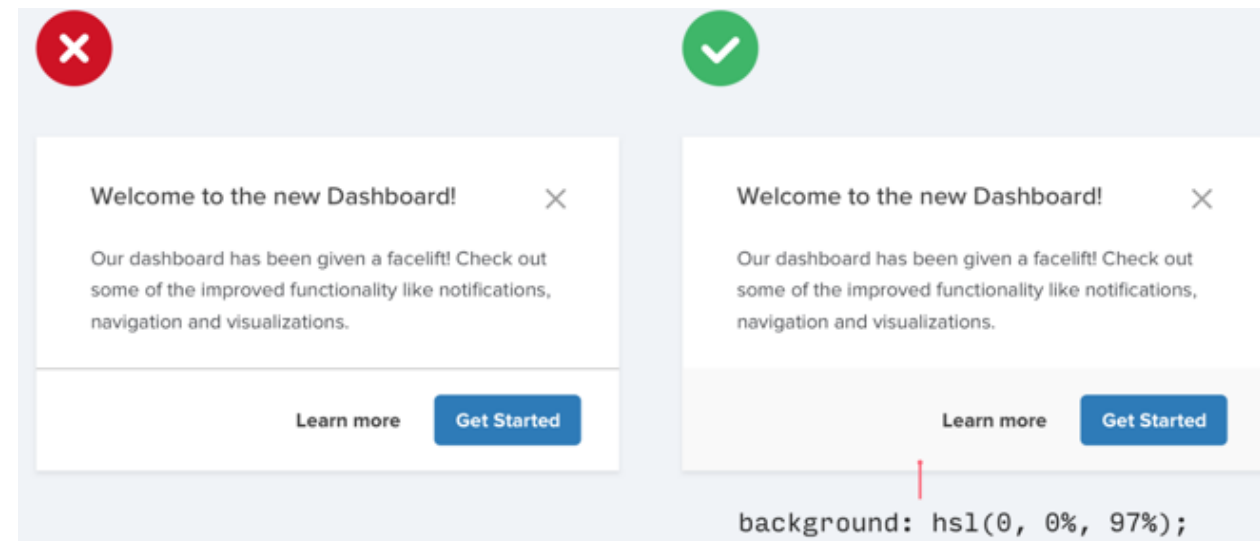 Welcome to the new Dashboard!
Our dashboard has been given a facelift! Check out
some of the improved functionality like notifications,
navigation and visualizations.
Learn more
Get Started
Welcome to the new Dashboard!
Our dashboard has been given a facelift! Check out
some of the improved functionality like notifications,
navigation and visualizations.
Learn more
Get Started
background: hsl(0, 0%, 97%);